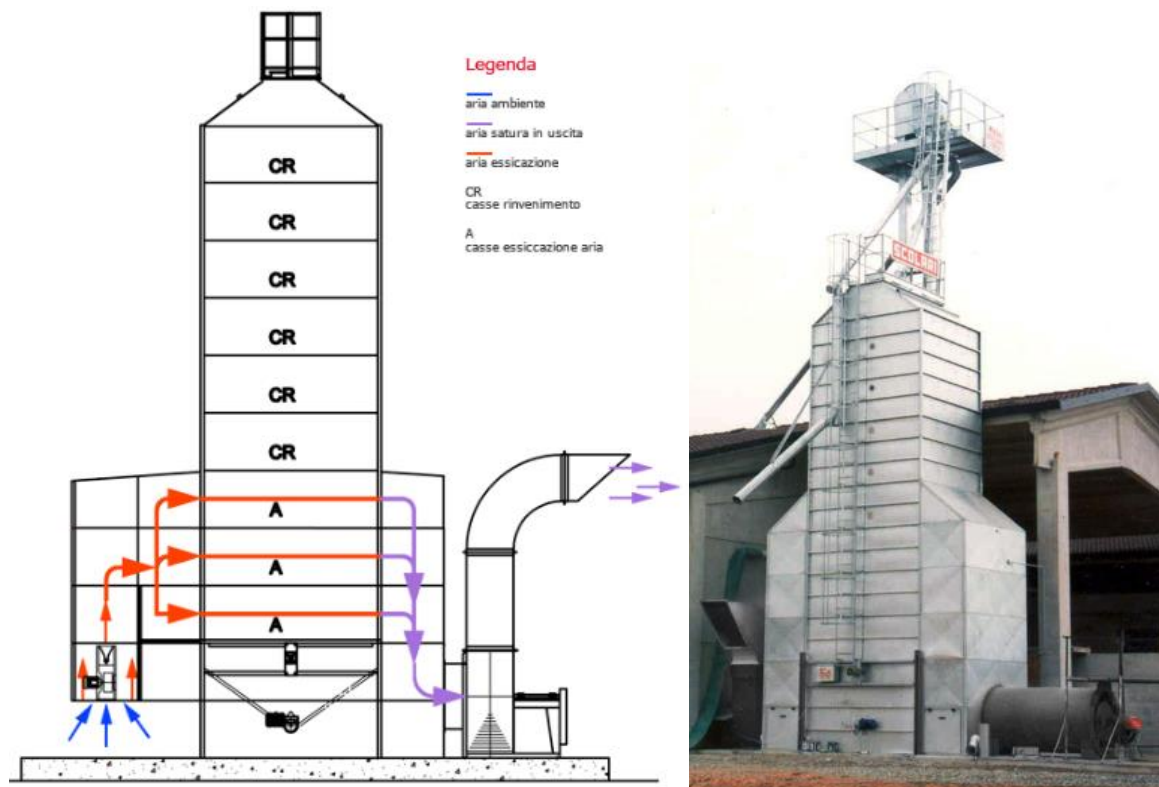 Legenda
aria ambiente
aria satura in uscita
aria essicazione
CR
casse rinvenimento
A
casse essiccazione aria
CR
CR
CR
CR
CR
CR
A
A
A
SCOLARI